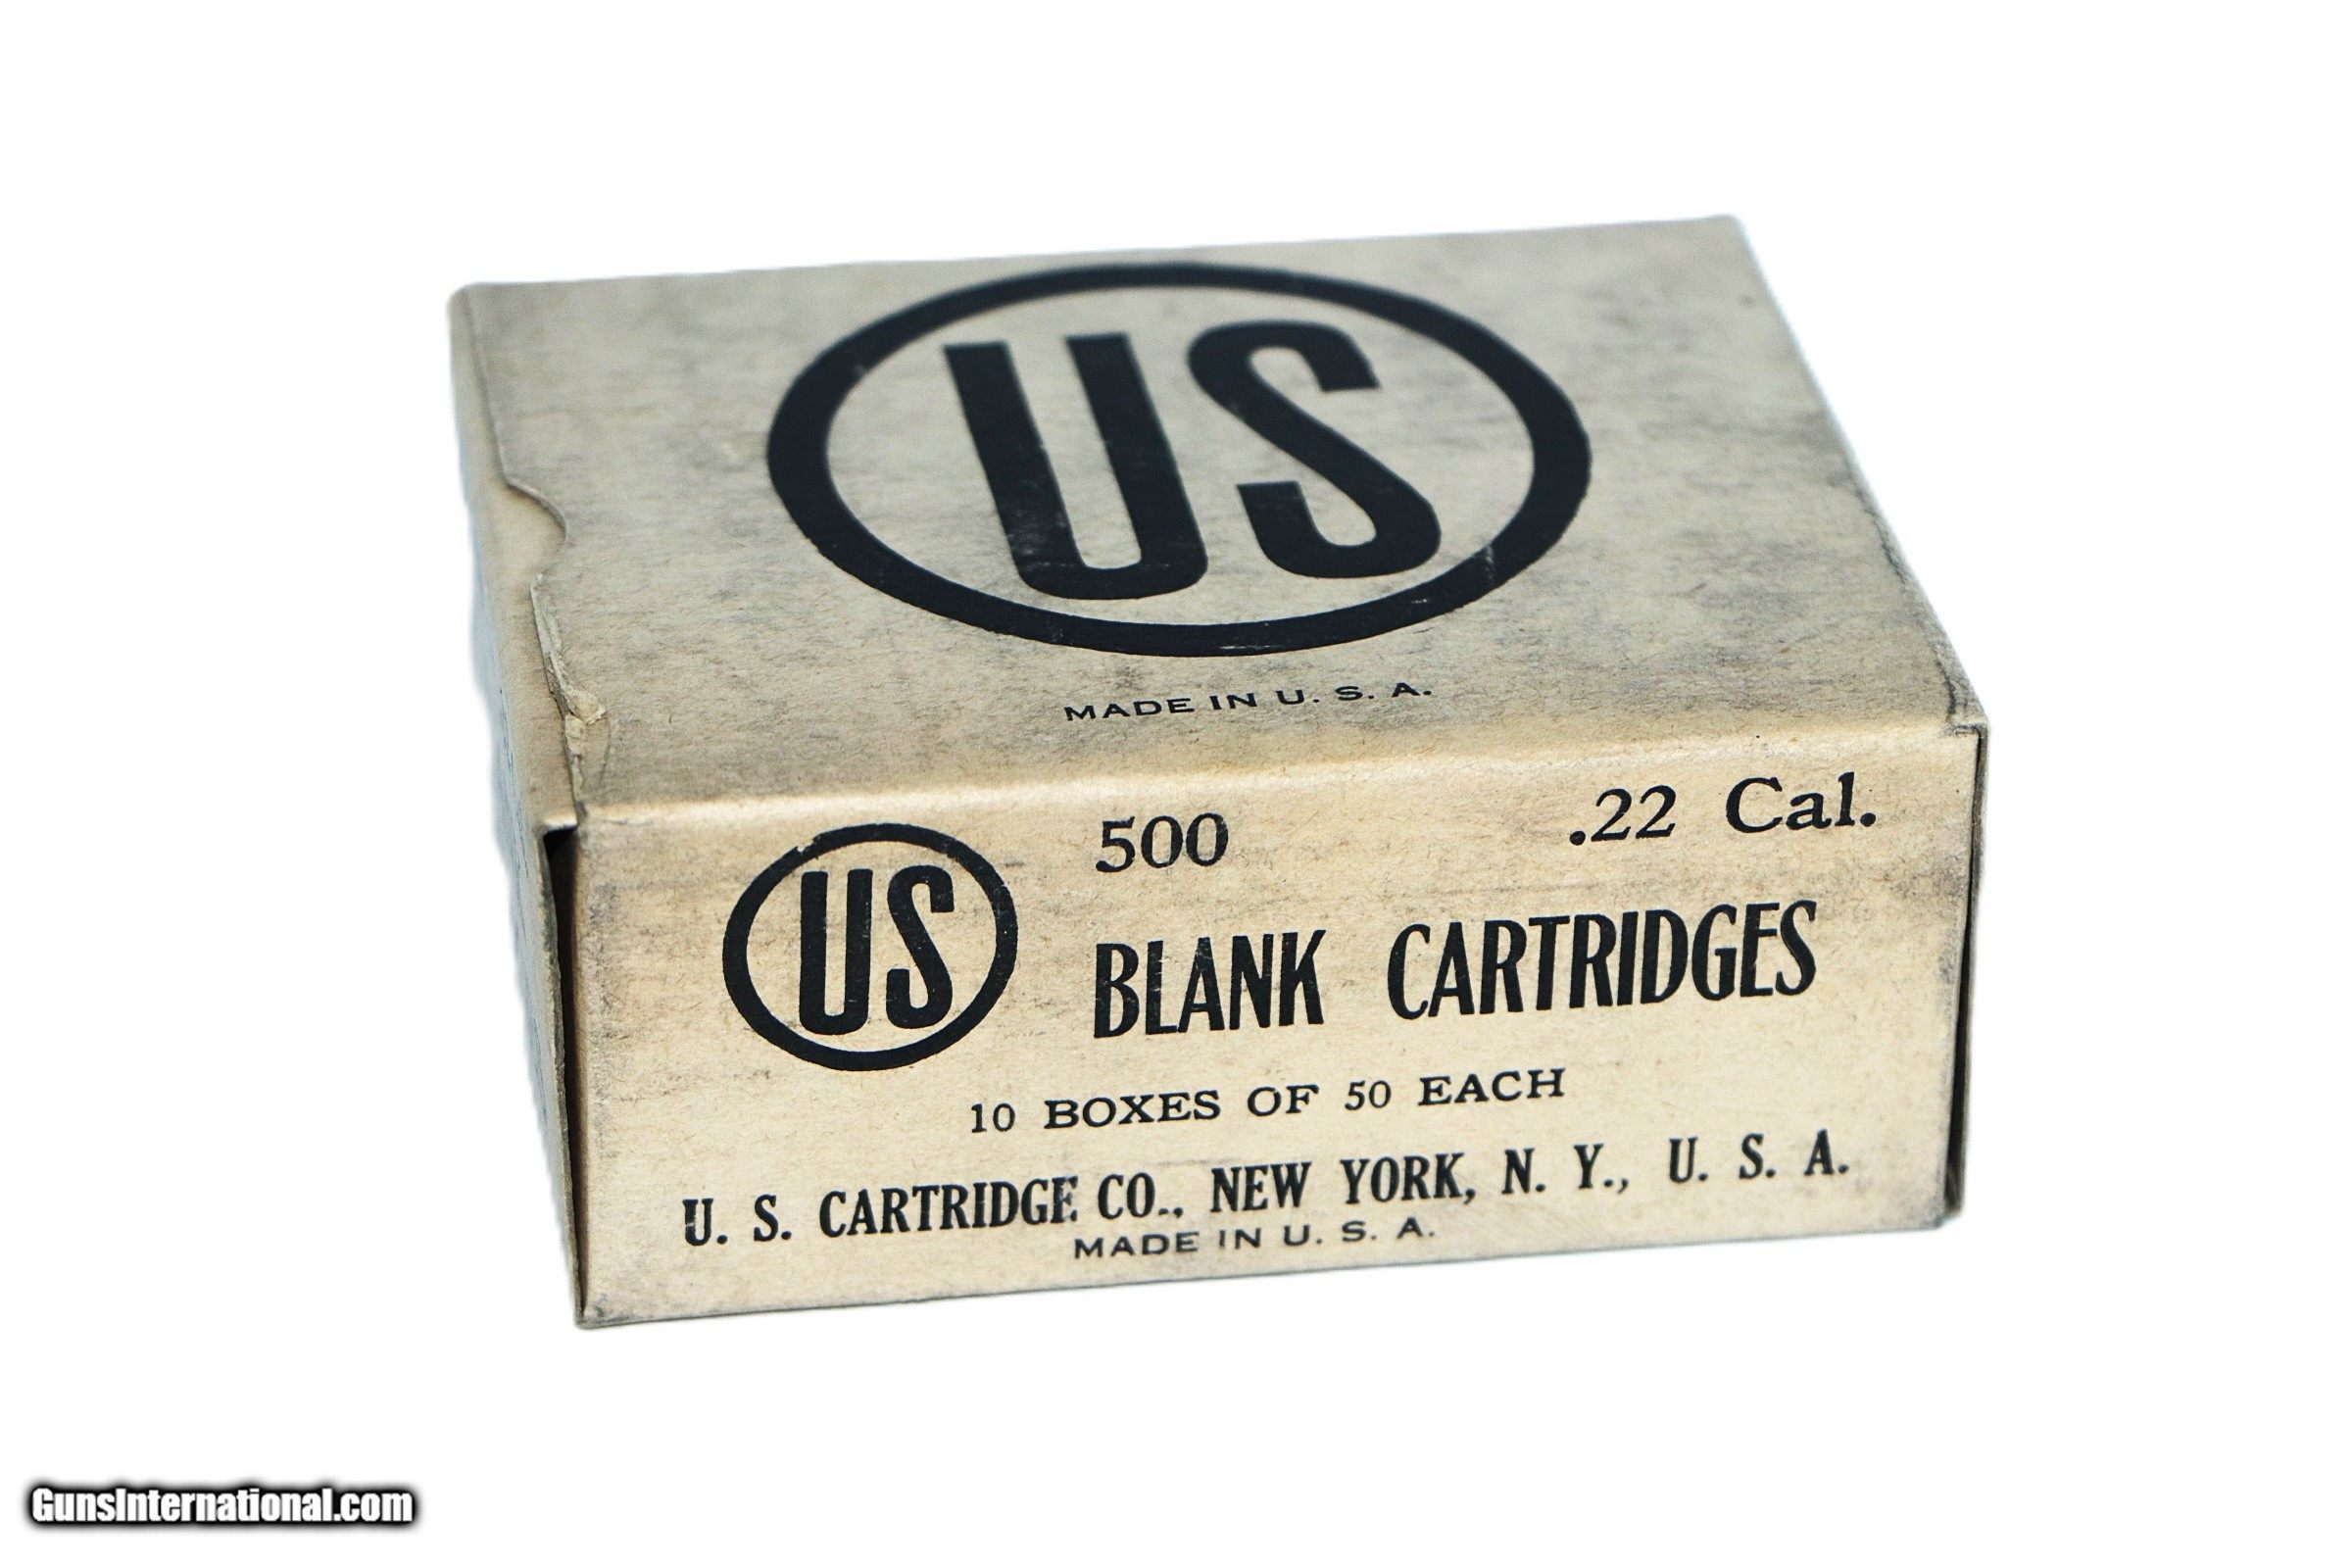 US
MADE IN U. S. A.
500 .22 Cal.
US
BLANK CARTRIDGES
10 BOXES OF 50 EACH
U. S. CARTRIDGE CO., NEW YORK, N. Y., U. S. A.
MADE IN U. S. A.
GunsInternational.com